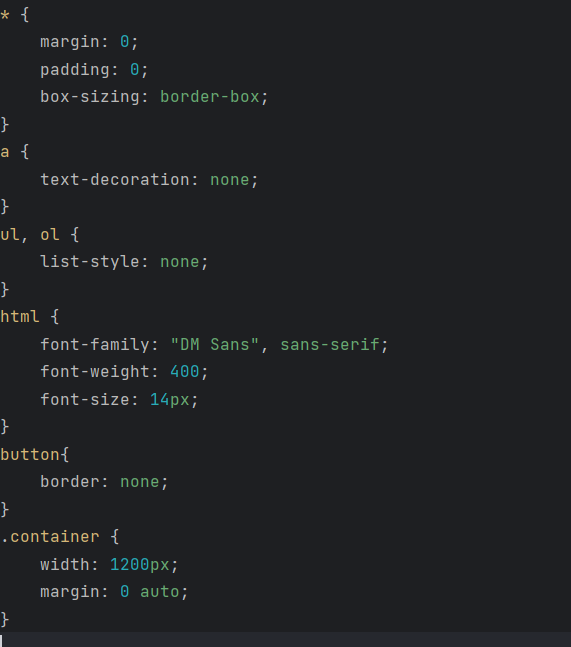 * {
    margin: 0;
    padding: 0;
    box-sizing: border-box;
}
a {
    text-decoration: none;
}
ul, ol {
    list-style: none;
}
html {
    font-family: "DM Sans", sans-serif;
    font-weight: 400;
    font-size: 14px;
}
button{
    border: none;
}
.container {
    width: 1200px;
    margin: 0 auto;
}